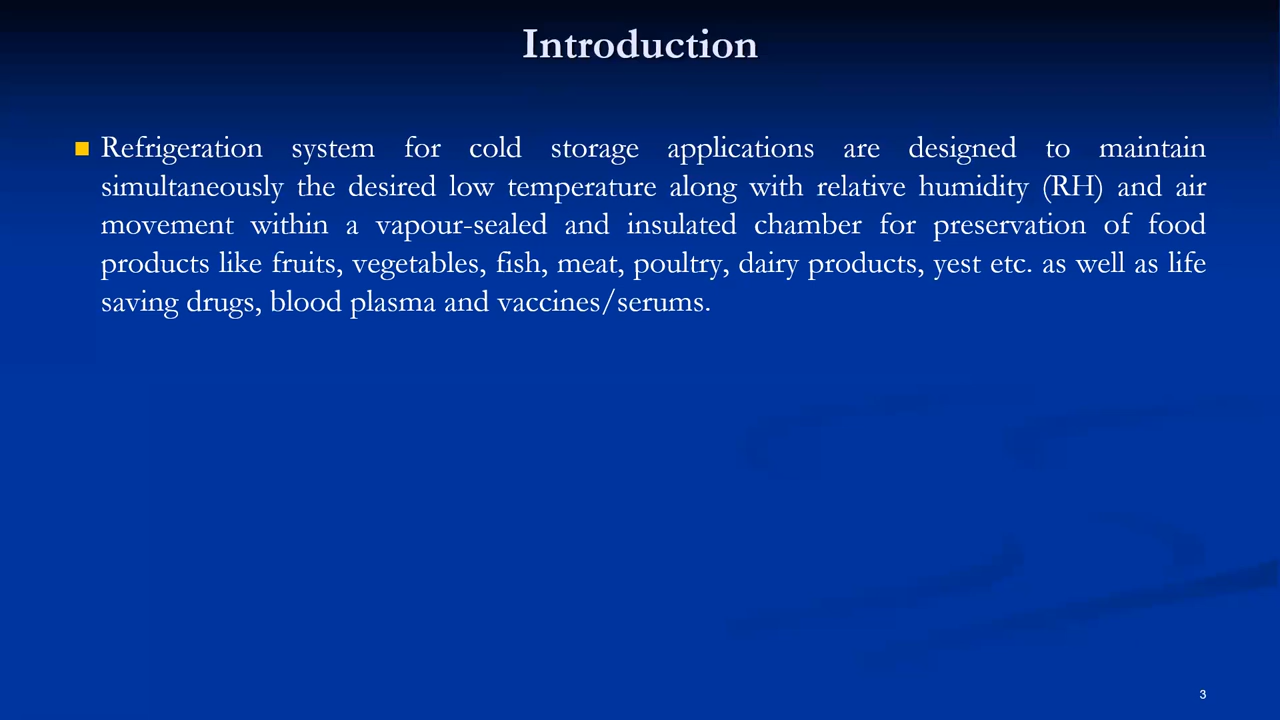 Introduction
Refrigeration system for cold storage applications are designed to maintain
simultaneously the desired low temperature along with relative humidity (RH) and air
movement within a vapour-sealed and insulated chamber for preservation of food
products like fruits, vegetables, fish, meat, poultry, dairy products, yest etc. as well as life
saving drugs, blood plasma and vaccines/serums.
3